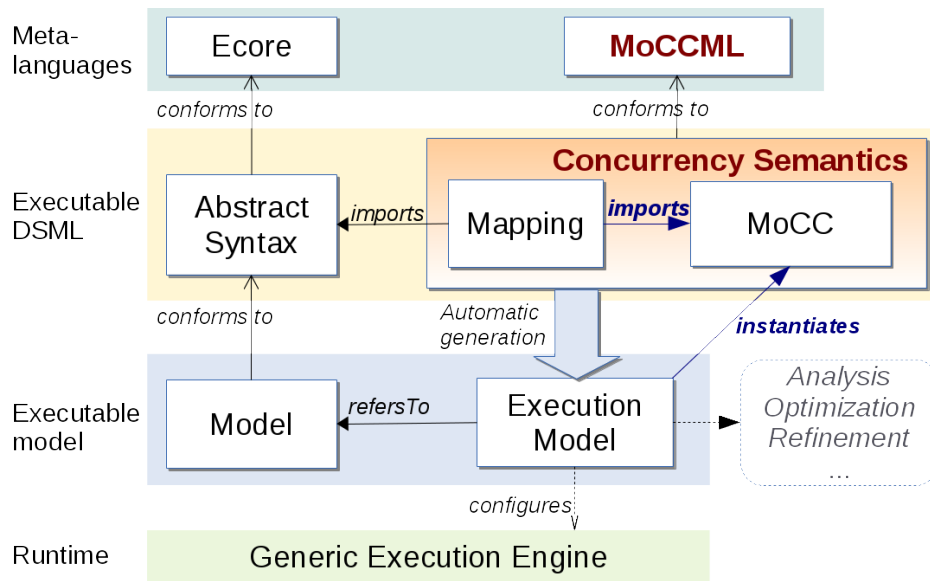 Meta-
languages
Ecore
MoCCML
conforms to
conforms to
Concurrency Semantics
Executable
DSML
Abstract
Syntax
imports
Mapping
imports
MoCC
conforms to
Automatic
generation
instantiates
Executable
model
Model
refersTo
Execution
Model
Analysis
Optimization
Refinement
...
configures
Runtime
Generic Execution Engine